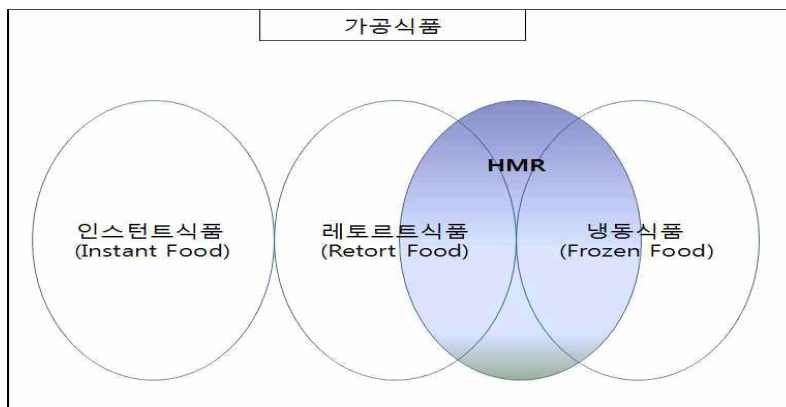 가공식품
HMR
인스턴트식품
(Instant Food)
레토르트식품
(Retort Food)
냉동식품
(Frozen Food)